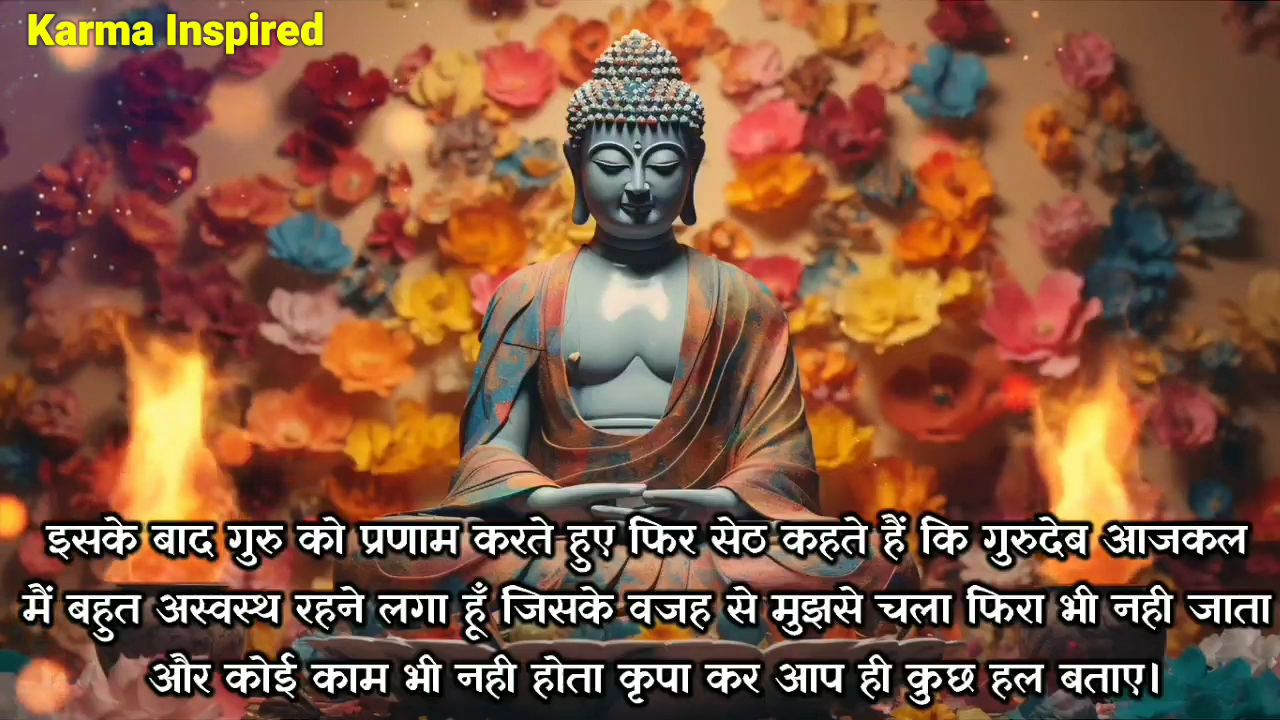 Karma Inspired
इसके बाद गुरु को प्रणाम करते हुए फिर सेठ कहते हैं कि गुरुदेब आजकल
मैं बहुत अस्वस्थ रहने लगा हूँ जिसके वजह से मुझसे चला फिरा भी नही जाता
और कोई काम भी नही होता कृपा कर आप ही कुछ हल बताए।